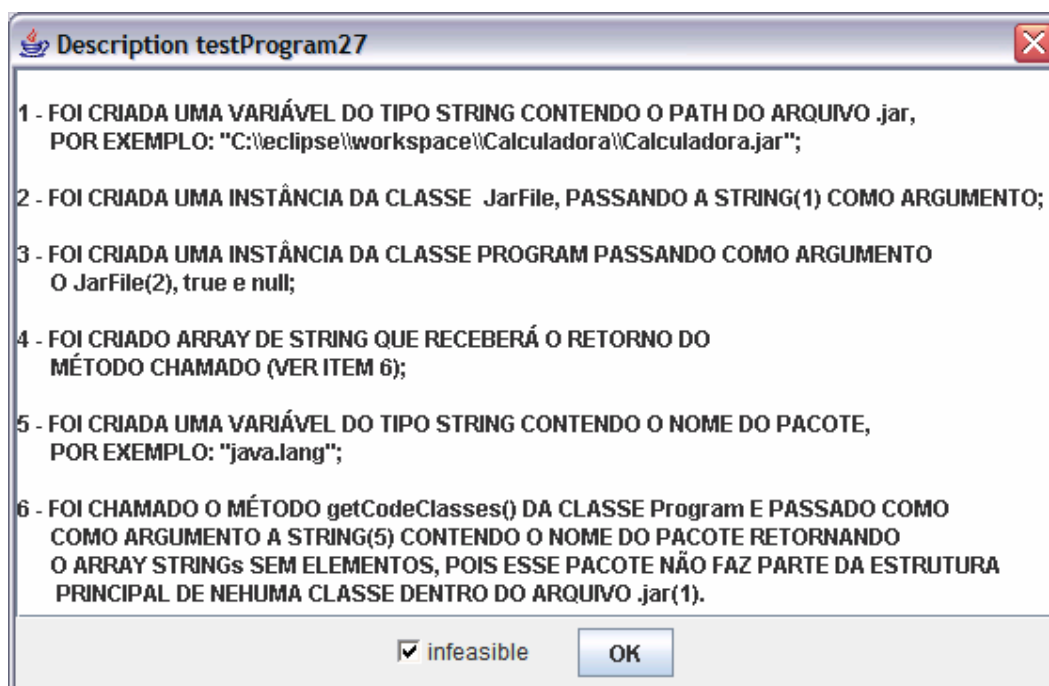 Description testProgram27
1 - FOI CRIADA UMA VARIÁVEL DO TIPO STRING CONTENDO O PATH DO ARQUIVO .jar,
POR EXEMPLO: "C:\\eclipse\\workspace\\Calculadora\\Calculadora.jar";
2 - FOI CRIADA UMA INSTÂNCIA DA CLASSE JarFile, PASSANDO A STRING(1) COMO ARGUMENTO;
3 - FOI CRIADA UMA INSTÂNCIA DA CLASSE PROGRAM PASSANDO COMO ARGUMENTO
O JarFile(2), true e null;
4 - FOI CRIADO ARRAY DE STRING QUE RECEBERÁ O RETORNO DO
MÉTODO CHAMADO (VER ITEM 6);
5 - FOI CRIADA UMA VARIÁVEL DO TIPO STRING CONTENDO O NOME DO PACOTE,
POR EXEMPLO: "java.lang";
6 - FOI CHAMADO O MÉTODO getCodeClasses() DA CLASSE Program E PASSADO COMO
COMO ARGUMENTO A STRING(5) CONTENDO O NOME DO PACOTE RETORNANDO
O ARRAY STRINGs SEM ELEMENTOS, POIS ESSE PACOTE NÃO FAZ PARTE DA ESTRUTURA
PRINCIPAL DE NEHUMA CLASSE DENTRO DO ARQUIVO .jar(1).
infeasible OK